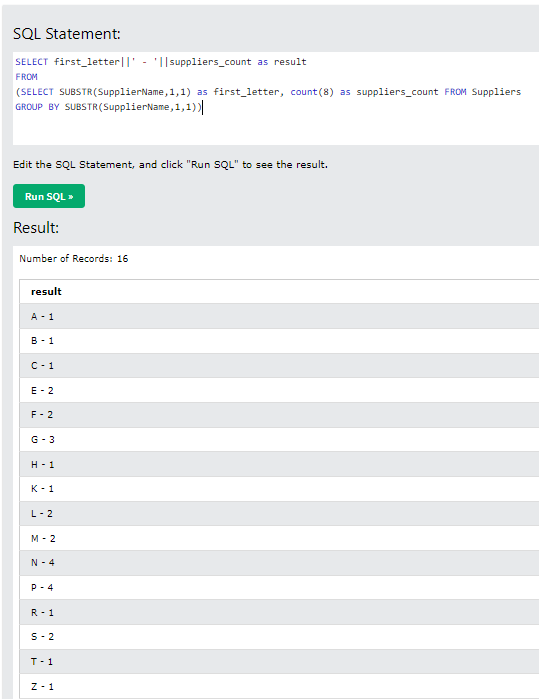 SQL Statement:
SELECT first_letter||' - '||suppliers_count as result
FROM
(SELECT SUBSTR(SupplierName,1,1) as first_letter, count(8) as suppliers_count FROM Suppliers
GROUP BY SUBSTR(SupplierName,1,1))
Edit the SQL Statement, and click "Run SQL" to see the result.
Run SQL »
Result:
Number of Records: 16
result
A - 1
B - 1
C - 1
E - 2
F - 2
G - 3
H - 1
K - 1
L - 2
M - 2
N - 4
P - 4
R - 1
S - 2
T - 1
Z - 1